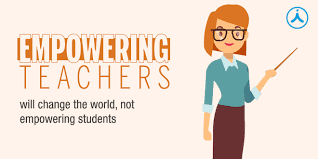 EMPOWERING
TEACHERS
will change the world, not
empowering students